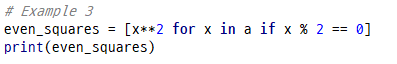 # Example 3
even_squares = [x**2 for x in a if x % 2 == 0]
print(even_squares)